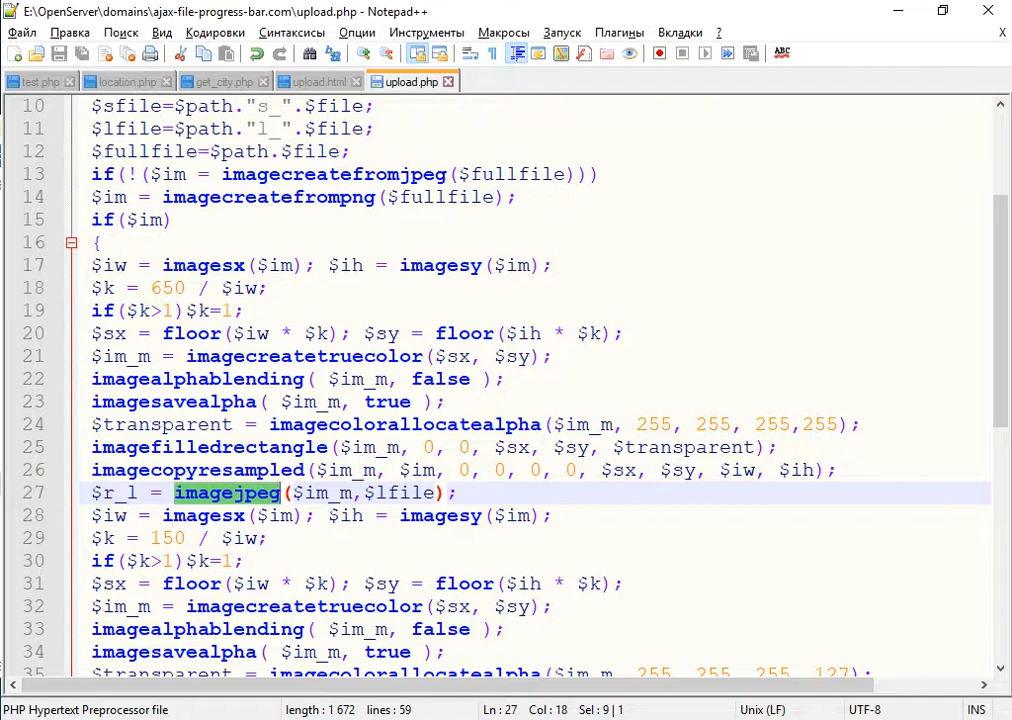 E:\OpenServer\domains\ajax-file-progress-bar.com\upload.php - Notepad++
Файл Правка Поиск Вид Кодировки Синтаксисы Опции Инструменты Макросы Запуск Плагины Вкладки ? X
ABC
test.php location.php get_city.php upload.html upload.php
10 $sfile=$path."s_".$file;
11 $lfile=$path."l_".$file;
12 $fullfile=$path.$file;
13 if(!($im = imagecreatefromjpeg($fullfile)))
14 $im = imagecreatefrompng($fullfile);
15 if($im)
16 {
17 $iw = imagesx($im); $ih = imagesy($im);
18 $k = 650 / $iw;
19 if($k>1)$k=1;
20 $sx = floor($iw * $k); $sy = floor($ih * $k);
21 $im_m = imagecreatetruecolor($sx, $sy);
22 imagealphablending( $im_m, false );
23 imagesavealpha( $im_m, true );
24 $transparent = imagecolorallocatealpha($im_m, 255, 255, 255,255);
25 imagefilledrectangle($im_m, 0, 0, $sx, $sy, $transparent);
26 imagecopyresampled($im_m, $im, 0, 0, 0, 0, $sx, $sy, $iw, $ih);
27 $r_l = imagejpeg($im_m,$lfile);
28 $iw = imagesx($im); $ih = imagesy($im);
29 $k = 150 / $iw;
30 if($k>1)$k=1;
31 $sx = floor($iw * $k); $sy = floor($ih * $k);
32 $im_m = imagecreatetruecolor($sx, $sy);
33 imagealphablending( $im_m, false );
34 imagesavealpha( $im_m, true );
35 $transparent = imagecolorallocatealpha($im_m, 255, 255, 255, 127);
PHP Hypertext Preprocessor file length : 1 672 lines : 59 Ln : 27 Col : 18 Sel : 9 | 1 Unix (LF) UTF-8 INS